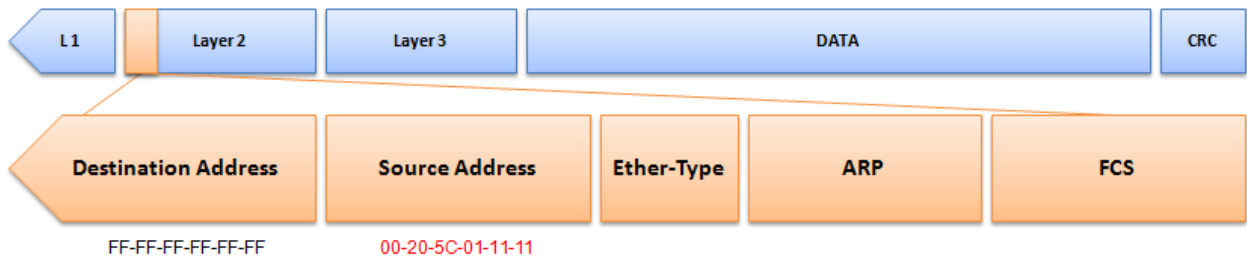 L 1 Layer 2 Layer 3 DATA CRC
Destination Address Source Address Ether-Type ARP FCS
FF-FF-FF-FF-FF-FF 00-20-5C-01-11-11